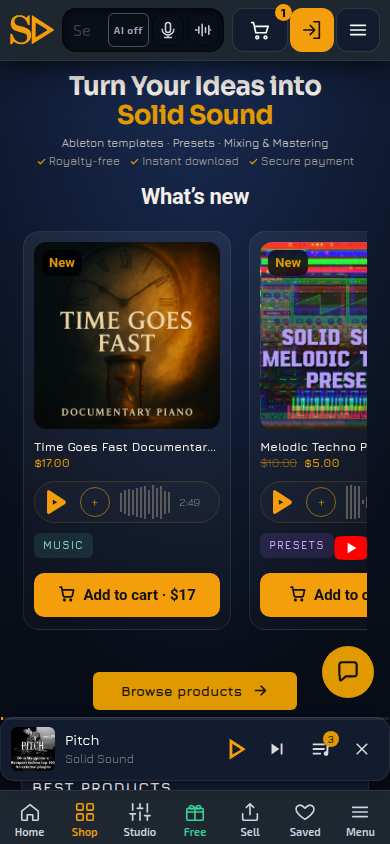 SD
Se
AI off
1
Turn Your Ideas into
Solid Sound
Ableton templates · Presets · Mixing & Mastering
✓ Royalty-free ✓ Instant download ✓ Secure payment
What's new
New
TIME GOES
FAST
DOCUMENTARY PIANO
Time Goes Fast Documentar...
$17.00
+
2:49
MUSIC
Add to cart · $17
New
SOLID SO
MELODIC T
PRESE
Melodic Techno P
$10.00 $5.00
+
PRESETS
Add to c
Browse products →
PITCH
Pitch
Solid Sound
3
BEST PRODUCTS
Home
Shop
Studio
Free
Sell
Saved
Menu